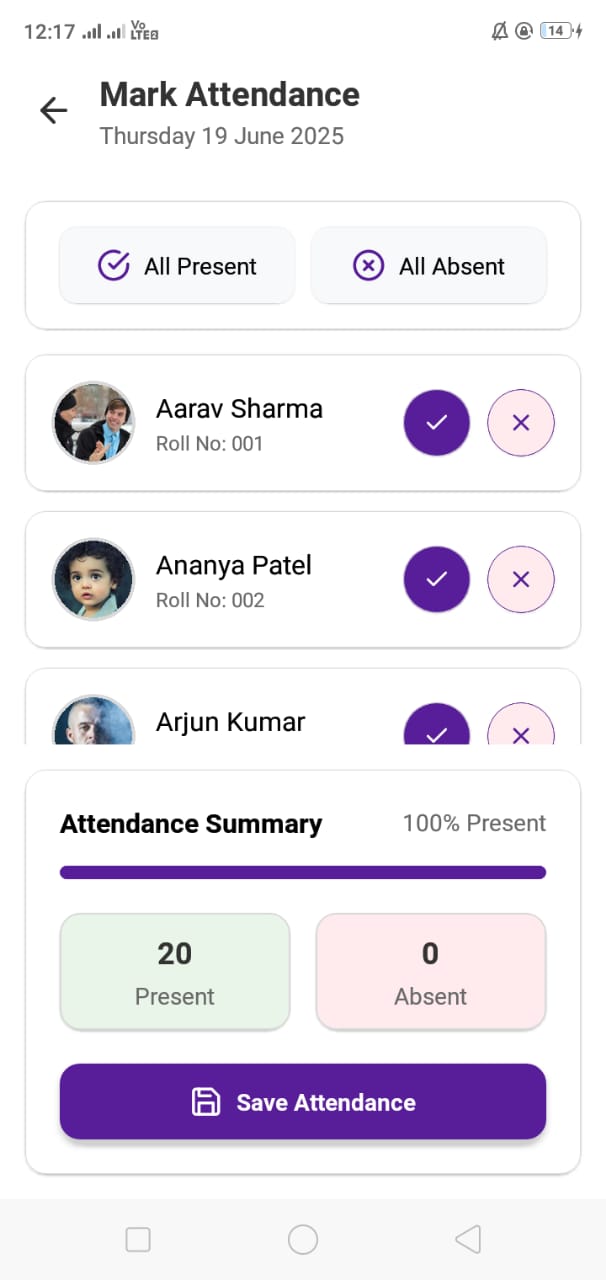 12:17 Vo LTE2 14
Mark Attendance
Thursday 19 June 2025
All Present All Absent
Aarav Sharma
Roll No: 001
Ananya Patel
Roll No: 002
Arjun Kumar
Attendance Summary 100% Present
20 0
Present Absent
Save Attendance